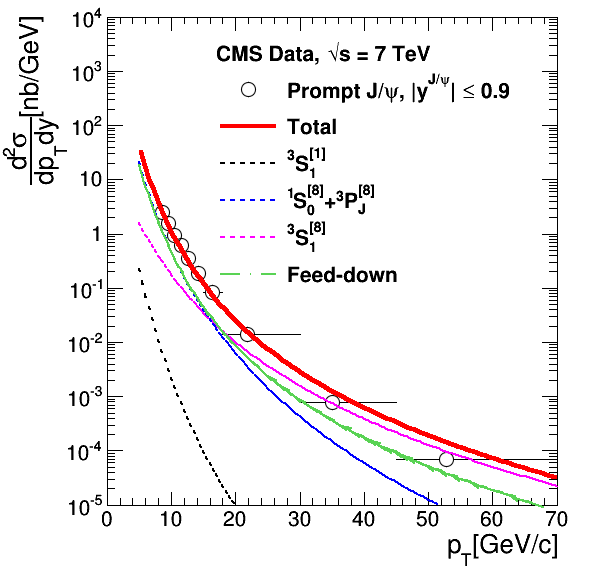 d²σ/dp_T dy [nb/GeV]
10⁴
10³
10²
10
1
10⁻¹
10⁻²
10⁻³
10⁻⁴
10⁻⁵
CMS Data, √s = 7 TeV
Prompt J/ψ, |y^{J/ψ}| ≤ 0.9
Total
³S₁^{[1]}
¹S₀^{[8]}+³P_J^{[8]}
³S₁^{[8]}
Feed-down
0 10 20 30 40 50 60 70
p_T[GeV/c]